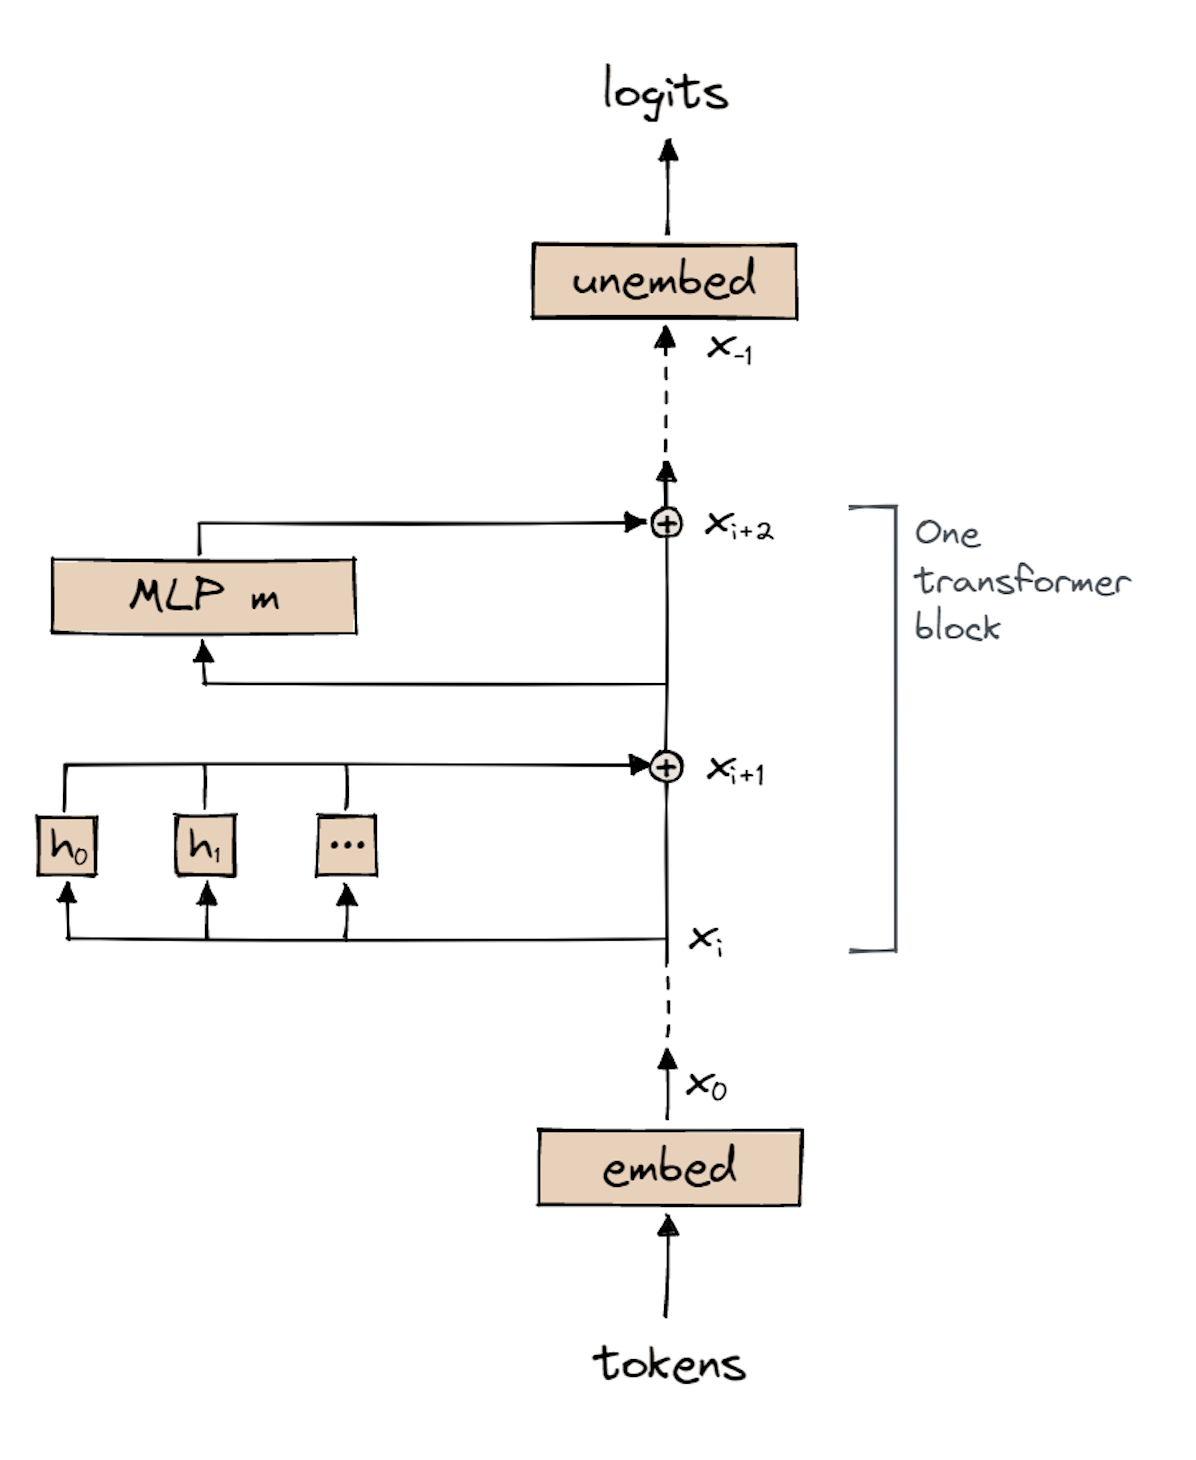 logits
unembed
x₋₁
xᵢ₊₂
One
transformer
block
MLP m
xᵢ₊₁
h₀
h₁
...
xᵢ
x₀
embed
tokens